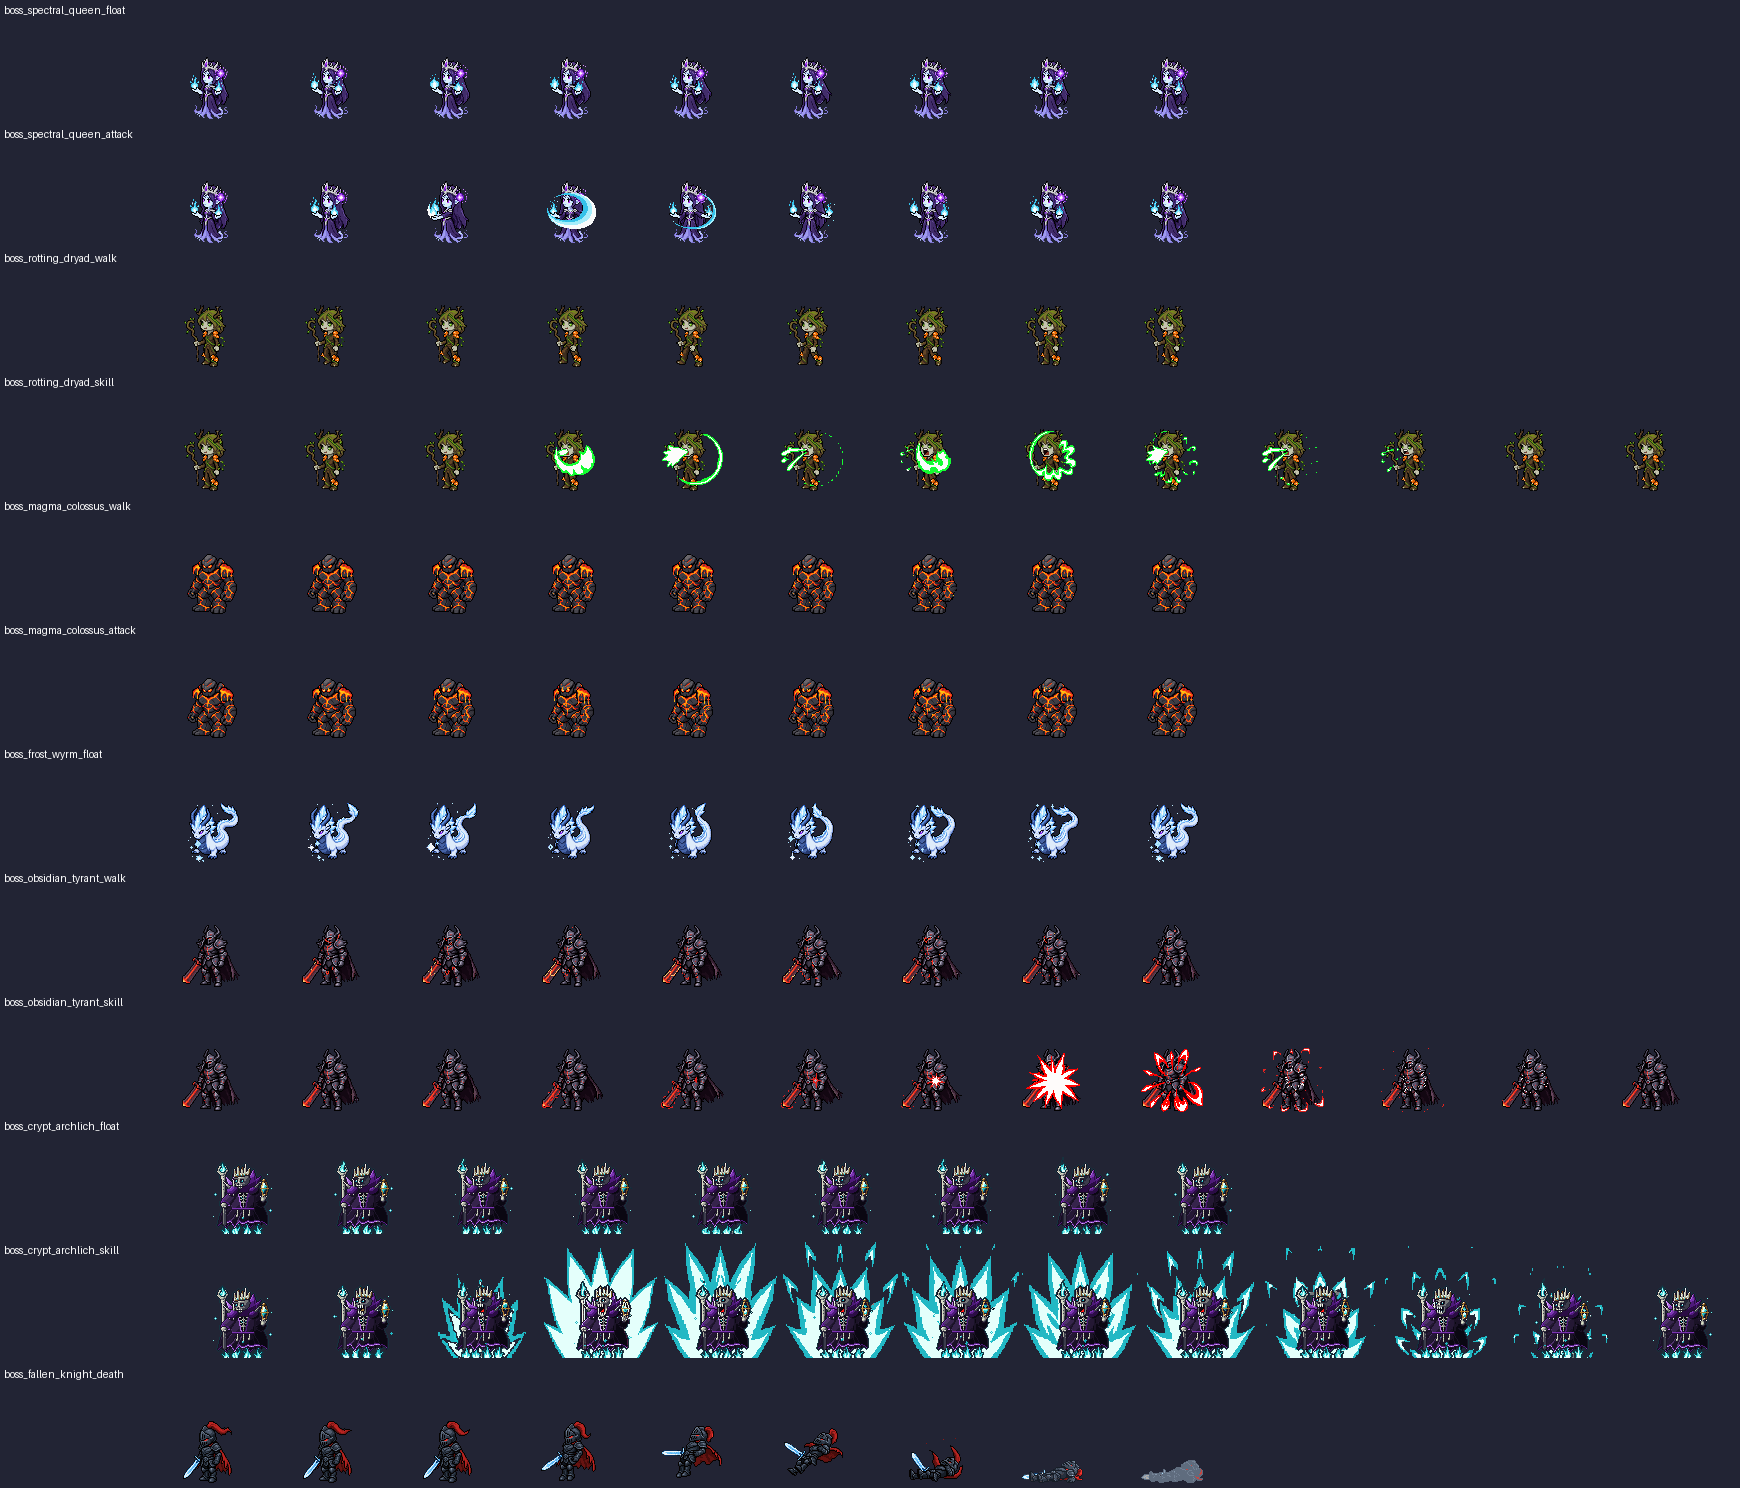 boss_spectral_queen_float
boss_spectral_queen_attack
boss_rotting_dryad_walk
boss_rotting_dryad_skill
boss_magma_colossus_walk
boss_magma_colossus_attack
boss_frost_wyrm_float
boss_obsidian_tyrant_walk
boss_obsidian_tyrant_skill
boss_crypt_archlich_float
boss_crypt_archlich_skill
boss_fallen_knight_death